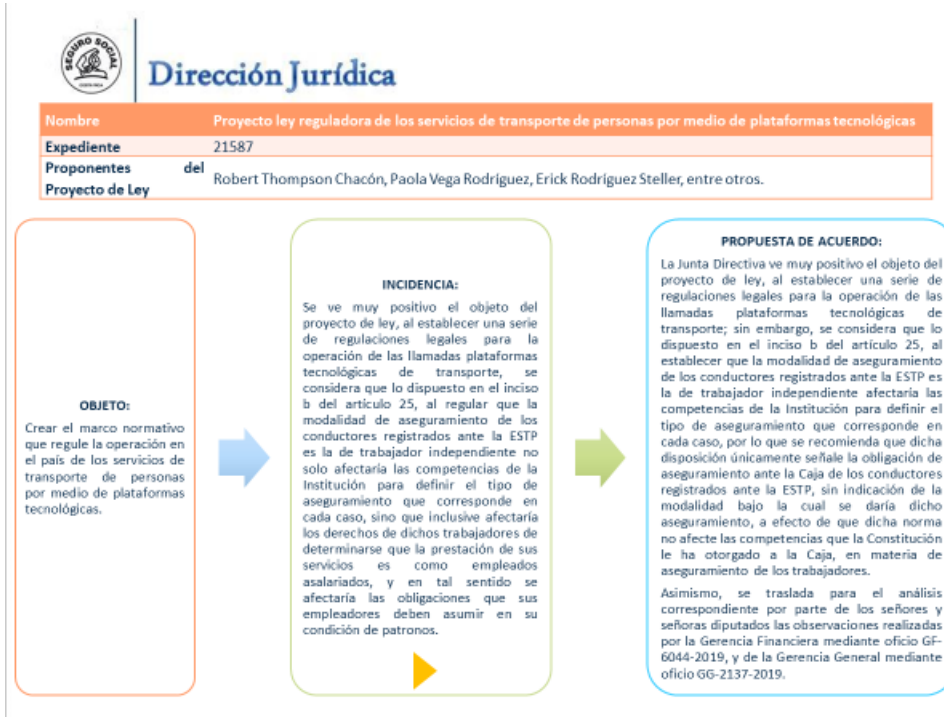 SEGURO SOCIAL
COSTA RICA
Dirección Jurídica
Nombre Proyecto ley reguladora de los servicios de transporte de personas por medio de plataformas tecnológicas
Expediente 21587
Proponentes del
Proyecto de Ley
Robert Thompson Chacón, Paola Vega Rodríguez, Erick Rodríguez Steller, entre otros.
OBJETO:
Crear el marco normativo
que regule la operación en
el país de los servicios de
transporte de personas
por medio de plataformas
tecnológicas.
INCIDENCIA:
Se ve muy positivo el objeto del
proyecto de ley, al establecer una serie
de regulaciones legales para la
operación de las llamadas plataformas
tecnológicas de transporte, se
considera que lo dispuesto en el inciso
b del artículo 25, al regular que la
modalidad de aseguramiento de los
conductores registrados ante la ESTP
es la de trabajador independiente no
solo afectaría las competencias de la
Institución para definir el tipo de
aseguramiento que corresponde en
cada caso, sino que inclusive afectaría
los derechos de dichos trabajadores de
determinarse que la prestación de sus
servicios es como empleados
asalariados, y en tal sentido se
afectaría las obligaciones que sus
empleadores deben asumir en su
condición de patronos.
PROPUESTA DE ACUERDO:
La Junta Directiva ve muy positivo el objeto del
proyecto de ley, al establecer una serie de
regulaciones legales para la operación de las
llamadas plataformas tecnológicas de
transporte; sin embargo, se considera que lo
dispuesto en el inciso b del artículo 25, al
establecer que la modalidad de aseguramiento
de los conductores registrados ante la ESTP es
la de trabajador independiente afectaría las
competencias de la Institución para definir el
tipo de aseguramiento que corresponde en
cada caso, por lo que se recomienda que dicha
disposición únicamente señale la obligación de
aseguramiento ante la Caja de los conductores
registrados ante la ESTP, sin indicación de la
modalidad bajo la cual se daría dicho
aseguramiento, a efecto de que dicha norma
no afecte las competencias que la Constitución
le ha otorgado a la Caja, en materia de
aseguramiento de los trabajadores.
Asimismo, se traslada para el análisis
correspondiente por parte de los señores y
señoras diputados las observaciones realizadas
por la Gerencia Financiera mediante oficio GF-
6044-2019, y de la Gerencia General mediante
oficio GG-2137-2019.